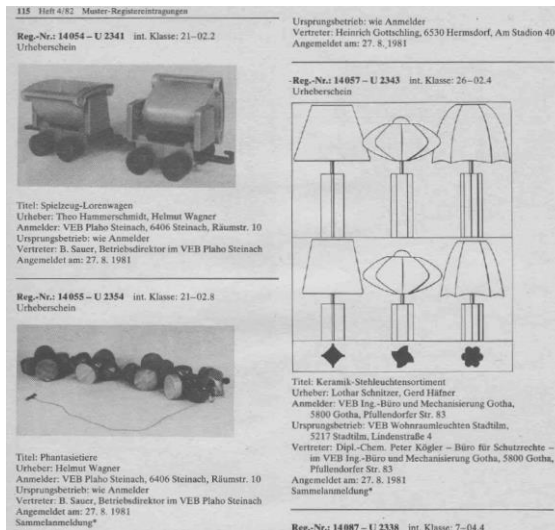 115 Heft 4/82 Muster-Registereintragungen
Reg.-Nr.: 14054 – U 2341 int. Klasse: 21–02.2
Urheberschein
Titel: Spielzeug-Lorenwagen
Urheber: Theo Hammerschmidt, Helmut Wagner
Anmelder: VEB Plaho Steinach, 6406 Steinach, Räumstr. 10
Ursprungsbetrieb: wie Anmelder
Vertreter: B. Sauer, Betriebsdirektor im VEB Plaho Steinach
Angemeldet am: 27. 8. 1981
Reg.-Nr.: 14055 – U 2354 int. Klasse: 21–02.8
Urheberschein
Titel: Phantasietiere
Urheber: Helmut Wagner
Anmelder: VEB Plaho Steinach, 6406 Steinach, Räumstr. 10
Ursprungsbetrieb: wie Anmelder
Vertreter: B. Sauer, Betriebsdirektor im VEB Plaho Steinach
Angemeldet am: 27. 8. 1981
Sammelanmeldung*
Ursprungsbetrieb: wie Anmelder
Vertreter: Heinrich Gottschling, 6530 Hermsdorf, Am Stadion 40
Angemeldet am: 27. 8. 1981
Reg.-Nr.: 14057 – U 2343 int. Klasse: 26–02.4
Urheberschein
Titel: Keramik-Stehleuchtensortiment
Urheber: Lothar Schnitzer, Gerd Häfner
Anmelder: VEB Ing.-Büro und Mechanisierung Gotha,
5800 Gotha, Pfullendorfer Str. 83
Ursprungsbetrieb: VEB Wohnraumleuchten Stadtilm,
5217 Stadtilm, Lindenstraße 4
Vertreter: Dipl.-Chem. Peter Kögler – Büro für Schutzrechte –
im VEB Ing.-Büro und Mechanisierung Gotha, 5800 Gotha,
Pfullendorfer Str. 83
Angemeldet am: 27. 8. 1981
Sammelanmeldung*
Reg.-Nr.: 14087 – U 2338 int. Klasse: 7–04.4